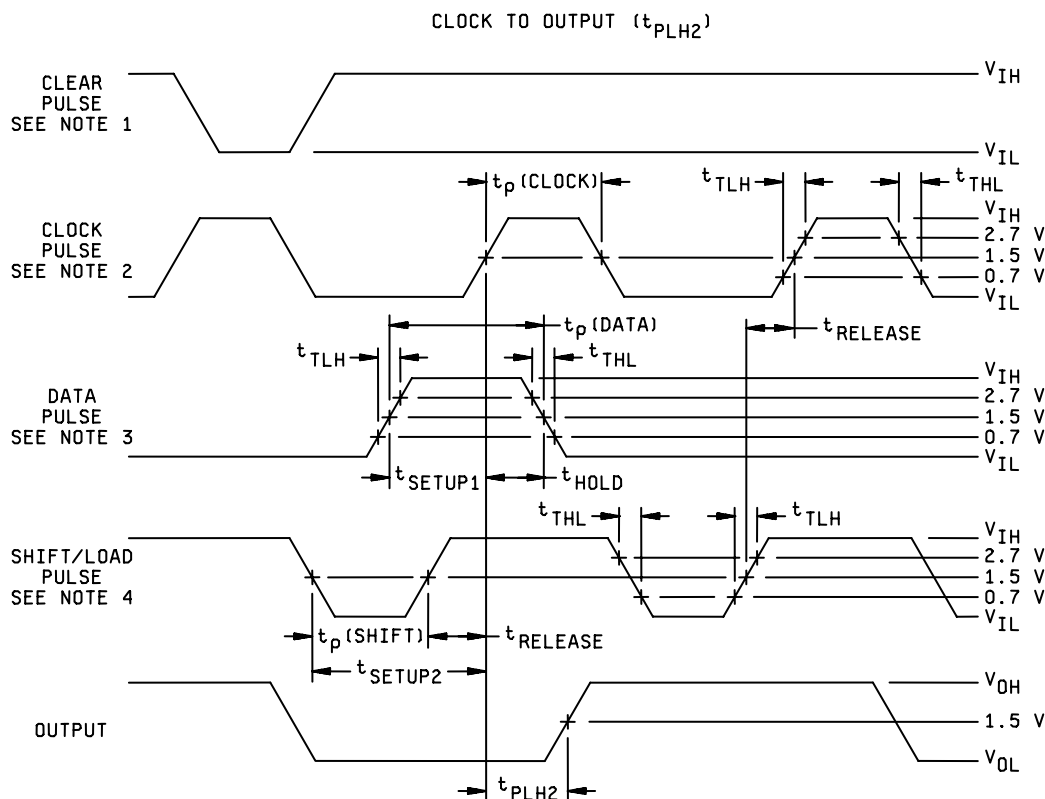 CLOCK TO OUTPUT (tPLH2)
CLEAR
PULSE
SEE NOTE 1
VIH
VIL
tp(CLOCK)
tTLH
tTHL
CLOCK
PULSE
SEE NOTE 2
VIH
2.7 V
1.5 V
0.7 V
VIL
tp(DATA)
tRELEASE
tTLH
tTHL
DATA
PULSE
SEE NOTE 3
VIH
2.7 V
1.5 V
0.7 V
VIL
tSETUP1
tHOLD
tTHL
tTLH
SHIFT/LOAD
PULSE
SEE NOTE 4
VIH
2.7 V
1.5 V
0.7 V
VIL
tp(SHIFT)
tRELEASE
tSETUP2
OUTPUT
VOH
1.5 V
VOL
tPLH2